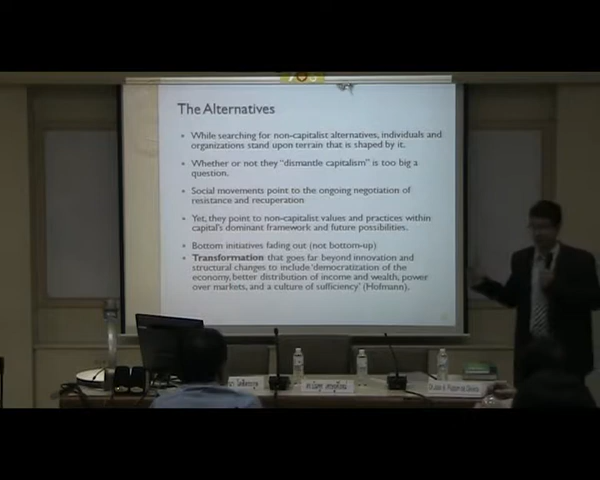 The Alternatives
• While searching for non-capitalist alternatives, individuals and
organizations stand upon terrain that is shaped by it.
• Whether or not they "dismantle capitalism" is too big a
question.
• Social movements point to the ongoing negotiation of
resistance and recuperation
• Yet, they point to non-capitalist values and practices within
capital's dominant framework and future possibilities.
• Bottom initiatives fading out (not bottom-up)
• Transformation that goes far beyond innovation and
structural changes to include 'democratization of the
economy, better distribution of income and wealth, power
over markets, and a culture of sufficiency' (Hofmann).